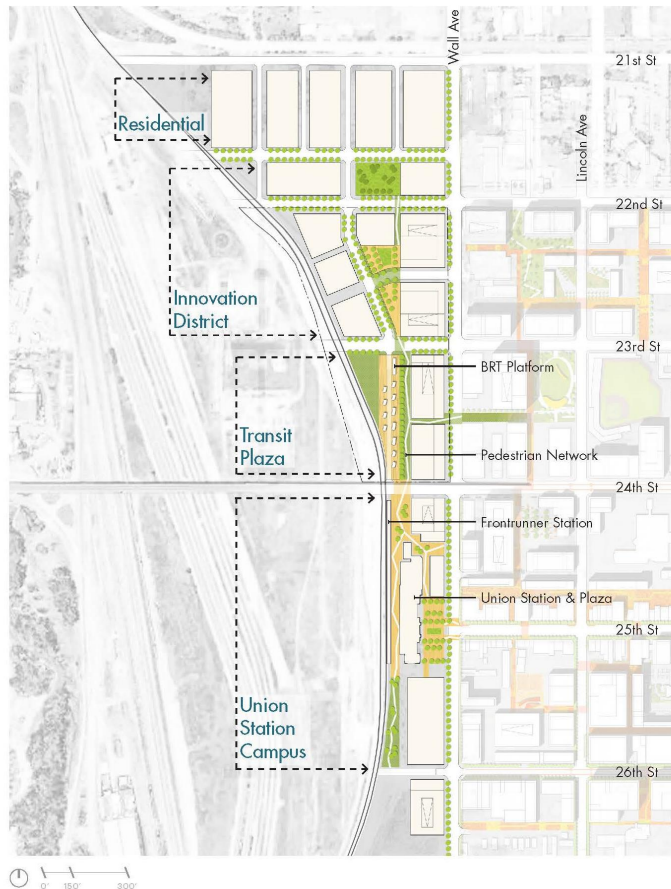 Wall Ave
21st St
Lincoln Ave
Residential
22nd St
Innovation
District
23rd St
BRT Platform
Transit
Plaza
Pedestrian Network
24th St
Frontrunner Station
Union Station & Plaza
25th St
Union
Station
Campus
26th St
0' 150' 300'